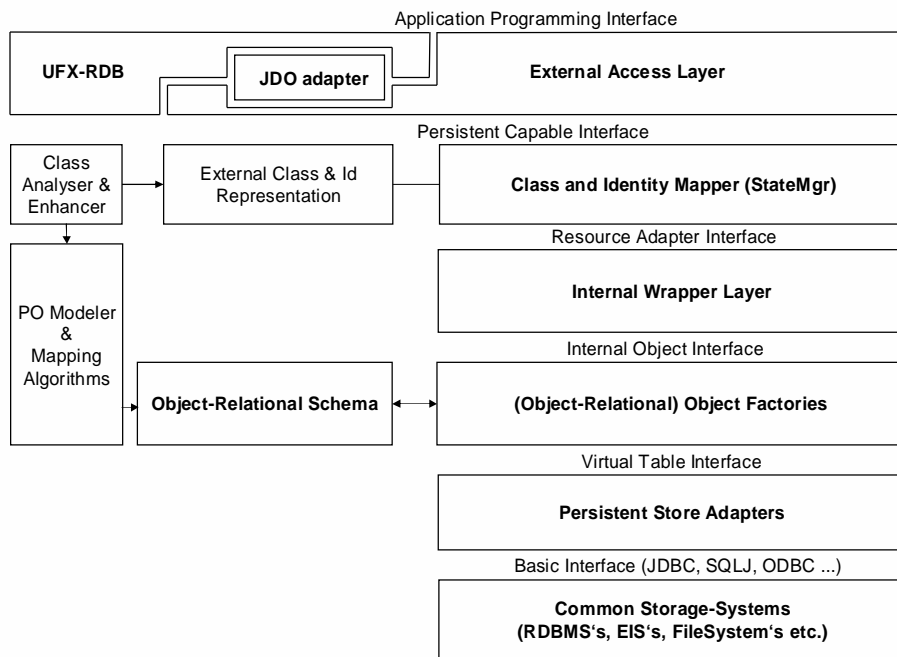 Application Programming Interface
UFX-RDB
JDO adapter
External Access Layer
Persistent Capable Interface
Class
Analyser &
Enhancer
External Class & Id
Representation
Class and Identity Mapper (StateMgr)
Resource Adapter Interface
Internal Wrapper Layer
PO Modeler
&
Mapping
Algorithms
Internal Object Interface
Object-Relational Schema
(Object-Relational) Object Factories
Virtual Table Interface
Persistent Store Adapters
Basic Interface (JDBC, SQLJ, ODBC ...)
Common Storage-Systems
(RDBMS‘s, EIS‘s, FileSystem‘s etc.)